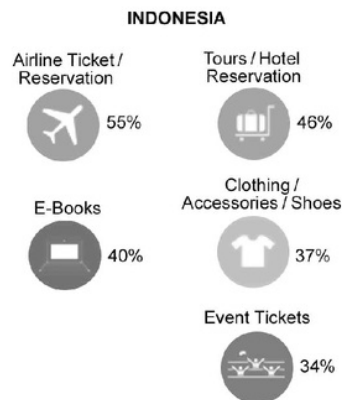 INDONESIA
Airline Ticket /
Reservation
55%
Tours / Hotel
Reservation
46%
E-Books
40%
Clothing /
Accessories / Shoes
37%
Event Tickets
34%